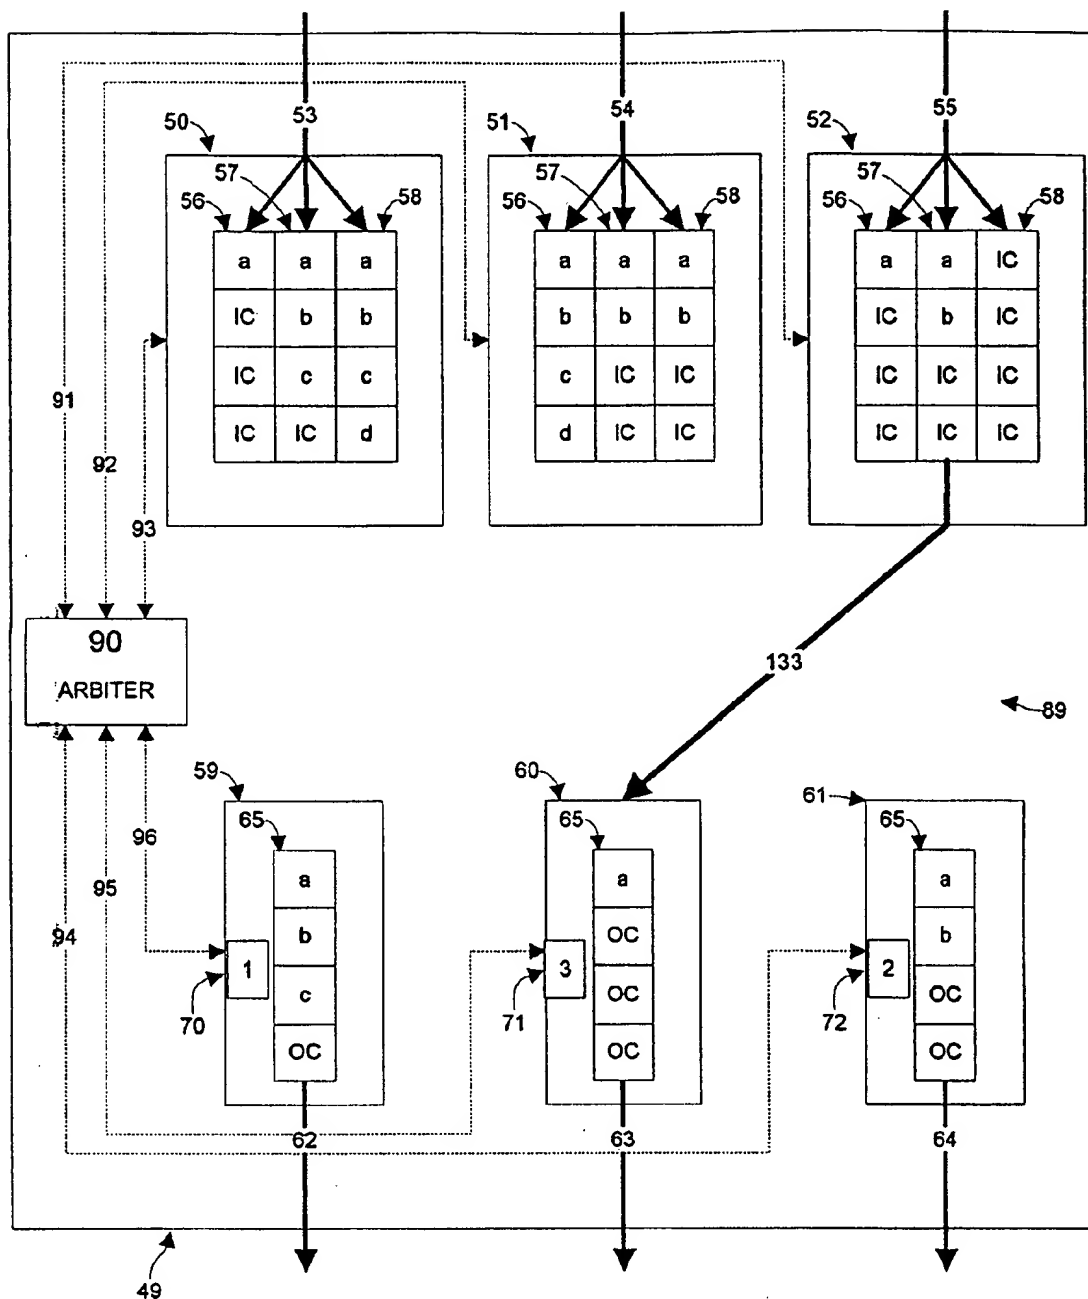 53
54
55
50
51
52
57
57
57
56
58
56
58
56
58
a a a
a a a
a a IC
IC b b
b b b
IC b IC
IC c c
c IC IC
IC IC IC
IC IC d
d IC IC
IC IC IC
91
92
93
90
ARBITER
133
89
59
60
61
65
65
65
96
95
94
a
a
a
b
OC
b
1
3
2
c
OC
OC
70
71
72
OC
OC
OC
62
63
64
49